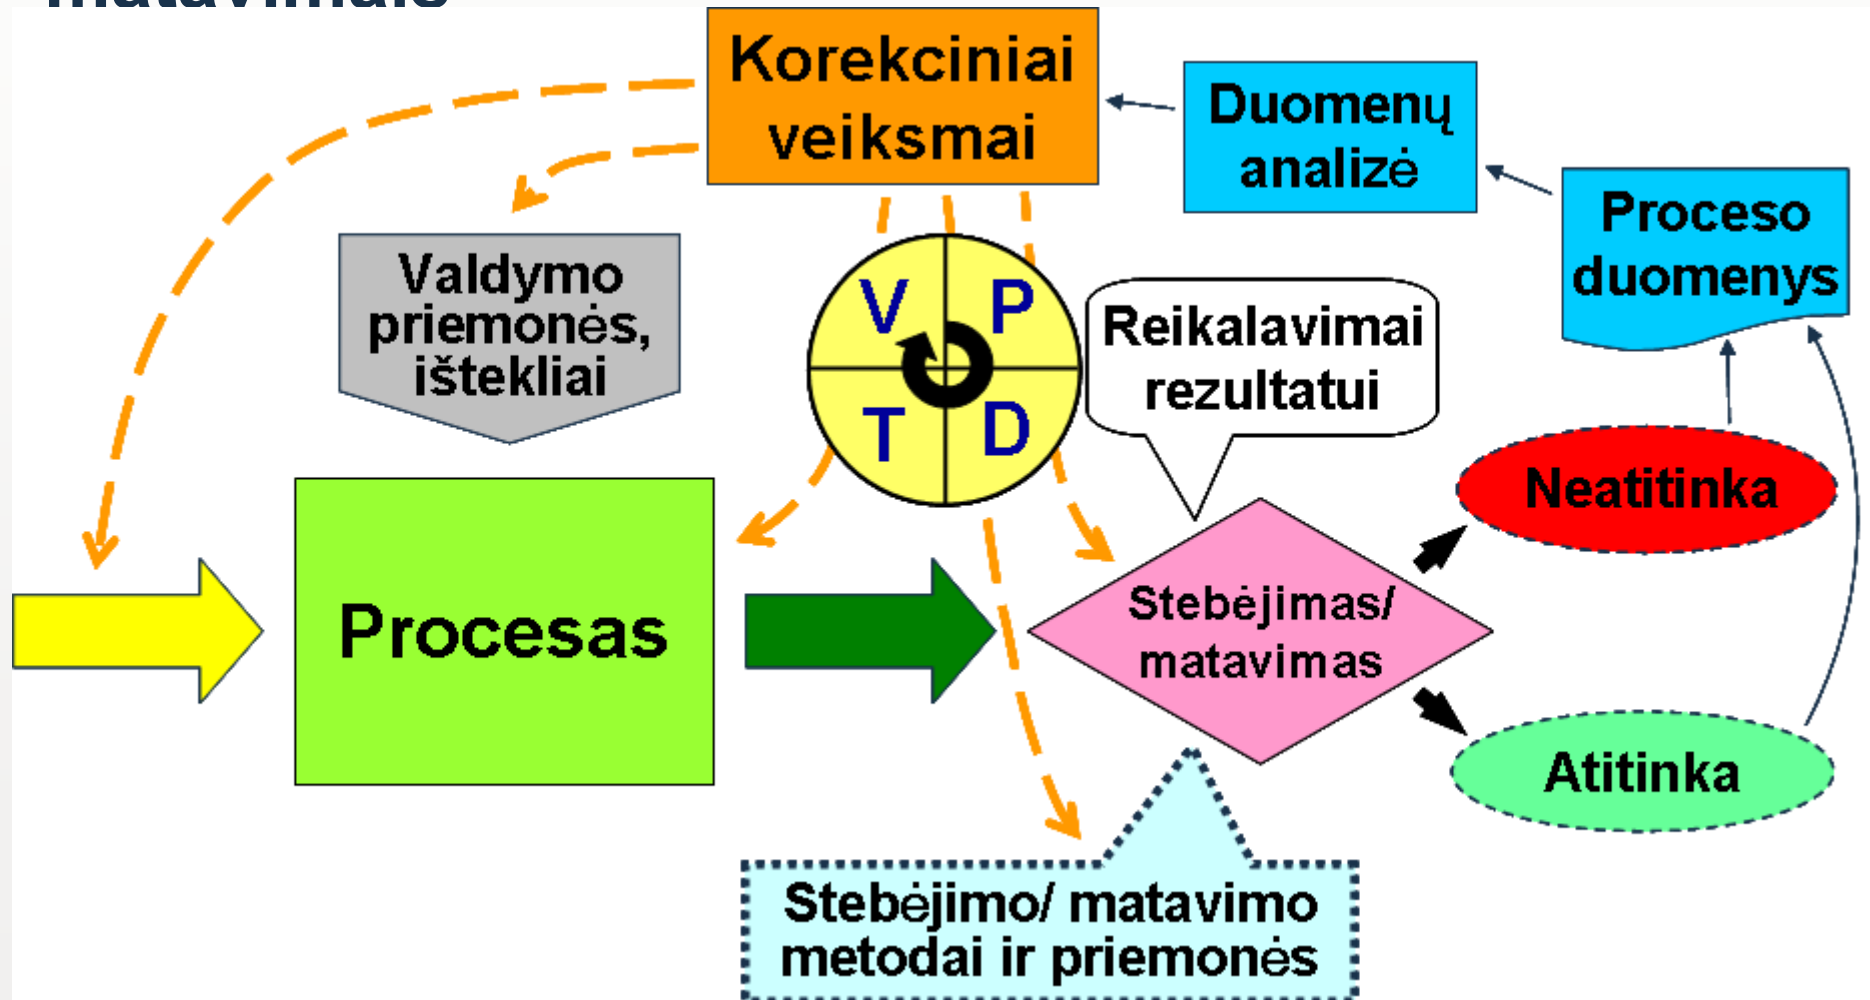 matavimais
Korekciniai
veiksmai
Duomenų
analizė
Proceso
duomenys
Valdymo
priemonės,
ištekliai
V P
T D
Reikalavimai
rezultatui
Neatitinka
Procesas
Stebėjimas/
matavimas
Atitinka
Stebėjimo/ matavimo
metodai ir priemonės